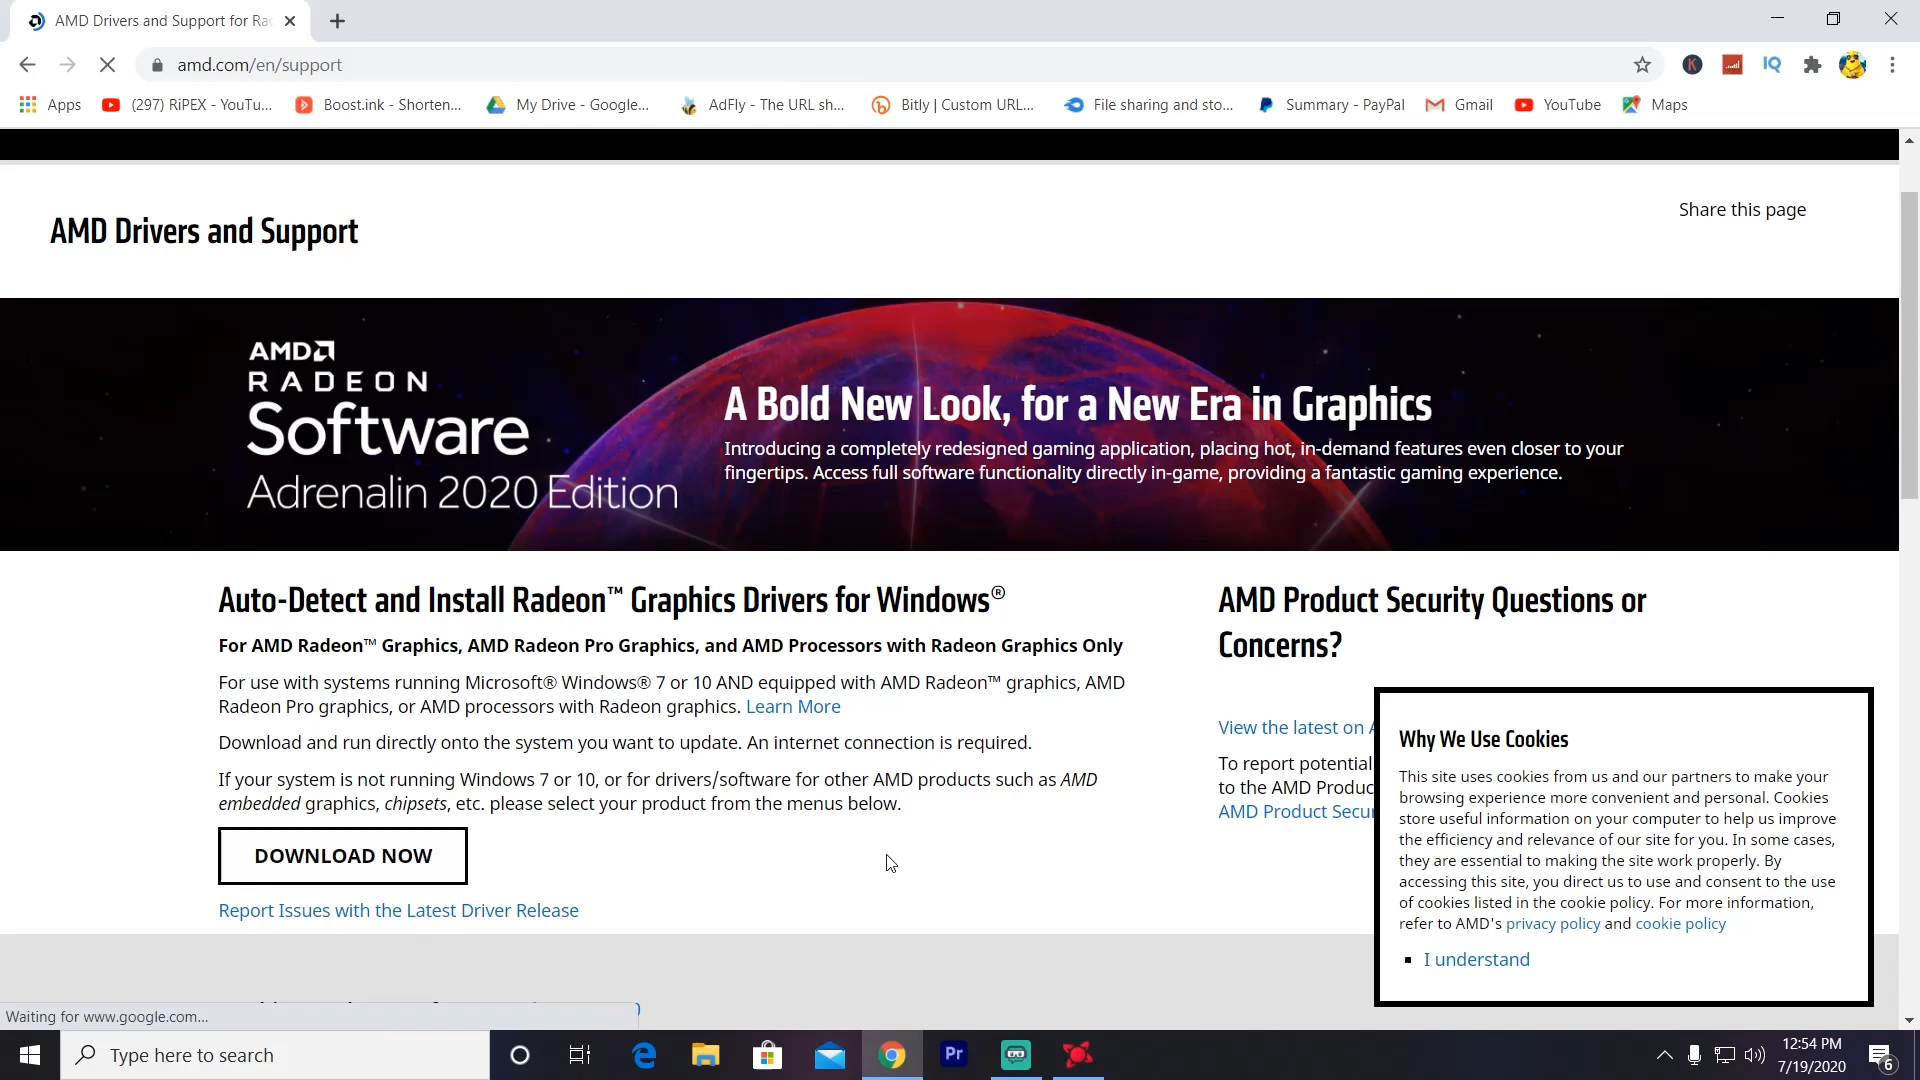 AMD Drivers and Support for Rad
amd.com/en/support
Apps
(297) RiPEX - YouTu...
Boost.ink - Shorten...
My Drive - Google...
AdFly - The URL sh...
Bitly | Custom URL...
File sharing and sto...
Summary - PayPal
Gmail
YouTube
Maps
Share this page
AMD Drivers and Support
AMD
RADEON
Software
Adrenalin 2020 Edition
A Bold New Look, for a New Era in Graphics
Introducing a completely redesigned gaming application, placing hot, in-demand features even closer to your
fingertips. Access full software functionality directly in-game, providing a fantastic gaming experience.
Auto-Detect and Install Radeon™ Graphics Drivers for Windows®
For AMD Radeon™ Graphics, AMD Radeon Pro Graphics, and AMD Processors with Radeon Graphics Only
For use with systems running Microsoft® Windows® 7 or 10 AND equipped with AMD Radeon™ graphics, AMD
Radeon Pro graphics, or AMD processors with Radeon graphics. Learn More
Download and run directly onto the system you want to update. An internet connection is required.
If your system is not running Windows 7 or 10, or for drivers/software for other AMD products such as AMD
embedded graphics, chipsets, etc. please select your product from the menus below.
DOWNLOAD NOW
Report Issues with the Latest Driver Release
AMD Product Security Questions or
Concerns?
View the latest on
To report potential
to the AMD Produc
AMD Product Secur
Why We Use Cookies
This site uses cookies from us and our partners to make your
browsing experience more convenient and personal. Cookies
store useful information on your computer to help us improve
the efficiency and relevance of our site for you. In some cases,
they are essential to making the site work properly. By
accessing this site, you direct us to use and consent to the use
of cookies listed in the cookie policy. For more information,
refer to AMD's privacy policy and cookie policy
I understand
Waiting for www.google.com...
Type here to search
Pr
12:54 PM
7/19/2020
6